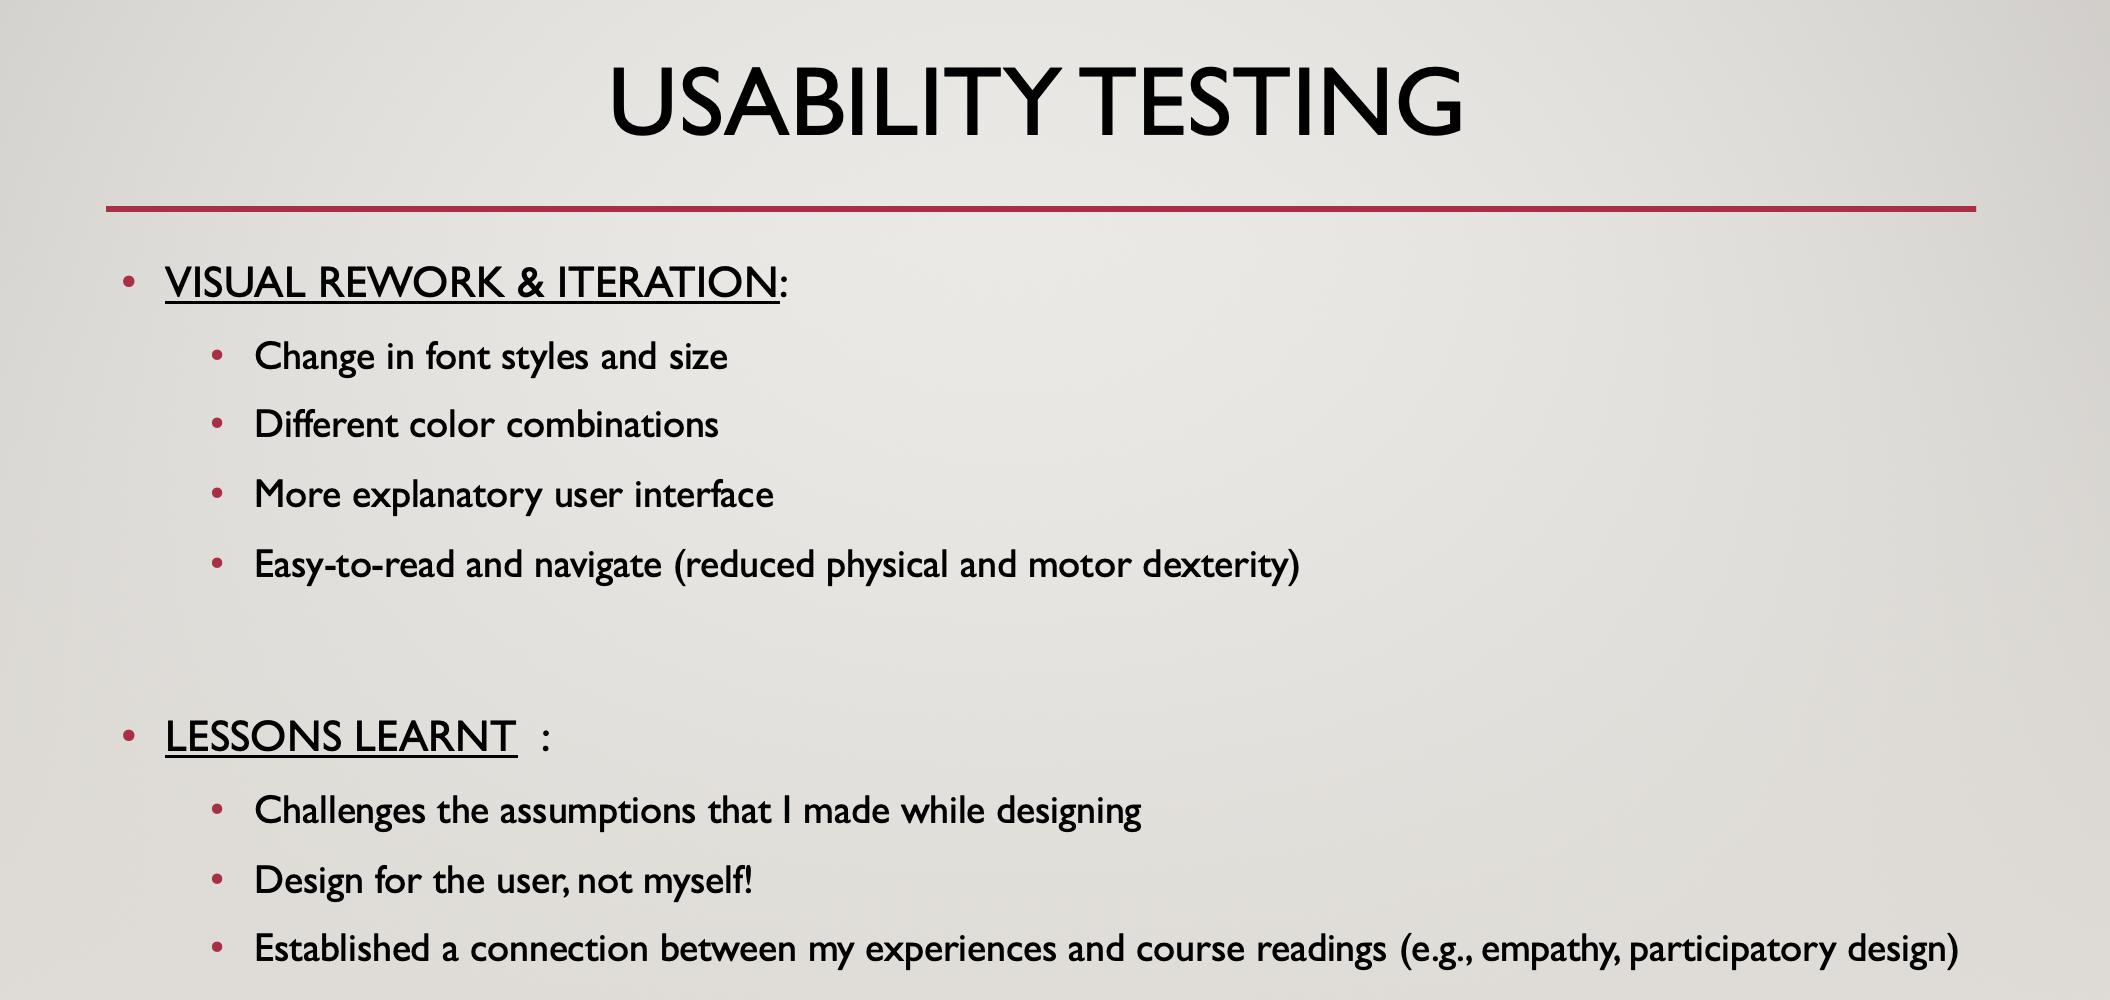 USABILITY TESTING
• VISUAL REWORK & ITERATION:
• Change in font styles and size
• Different color combinations
• More explanatory user interface
• Easy-to-read and navigate (reduced physical and motor dexterity)
• LESSONS LEARNT :
• Challenges the assumptions that I made while designing
• Design for the user, not myself!
• Established a connection between my experiences and course readings (e.g., empathy, participatory design)